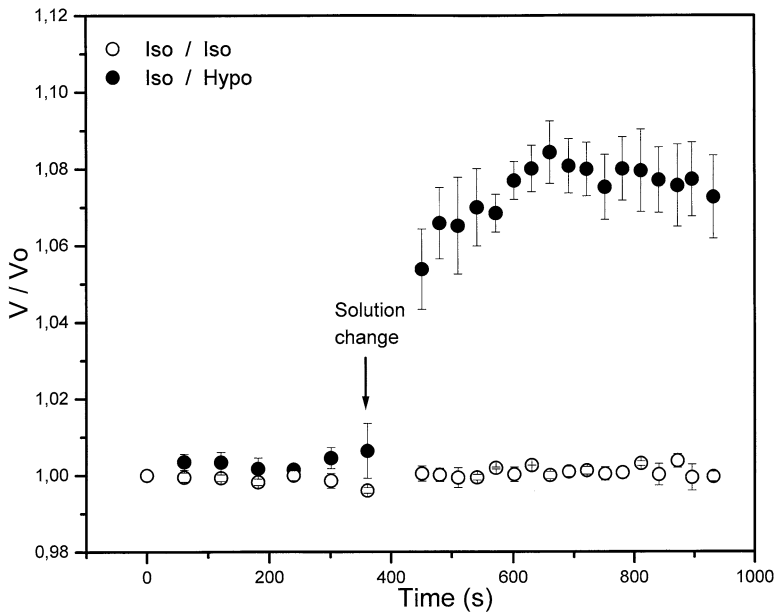 1,12
1,10
1,08
1,06
1,04
1,02
1,00
0,98
V / Vo
Iso / Iso
Iso / Hypo
Solution
change
0
200
400
600
800
1000
Time (s)